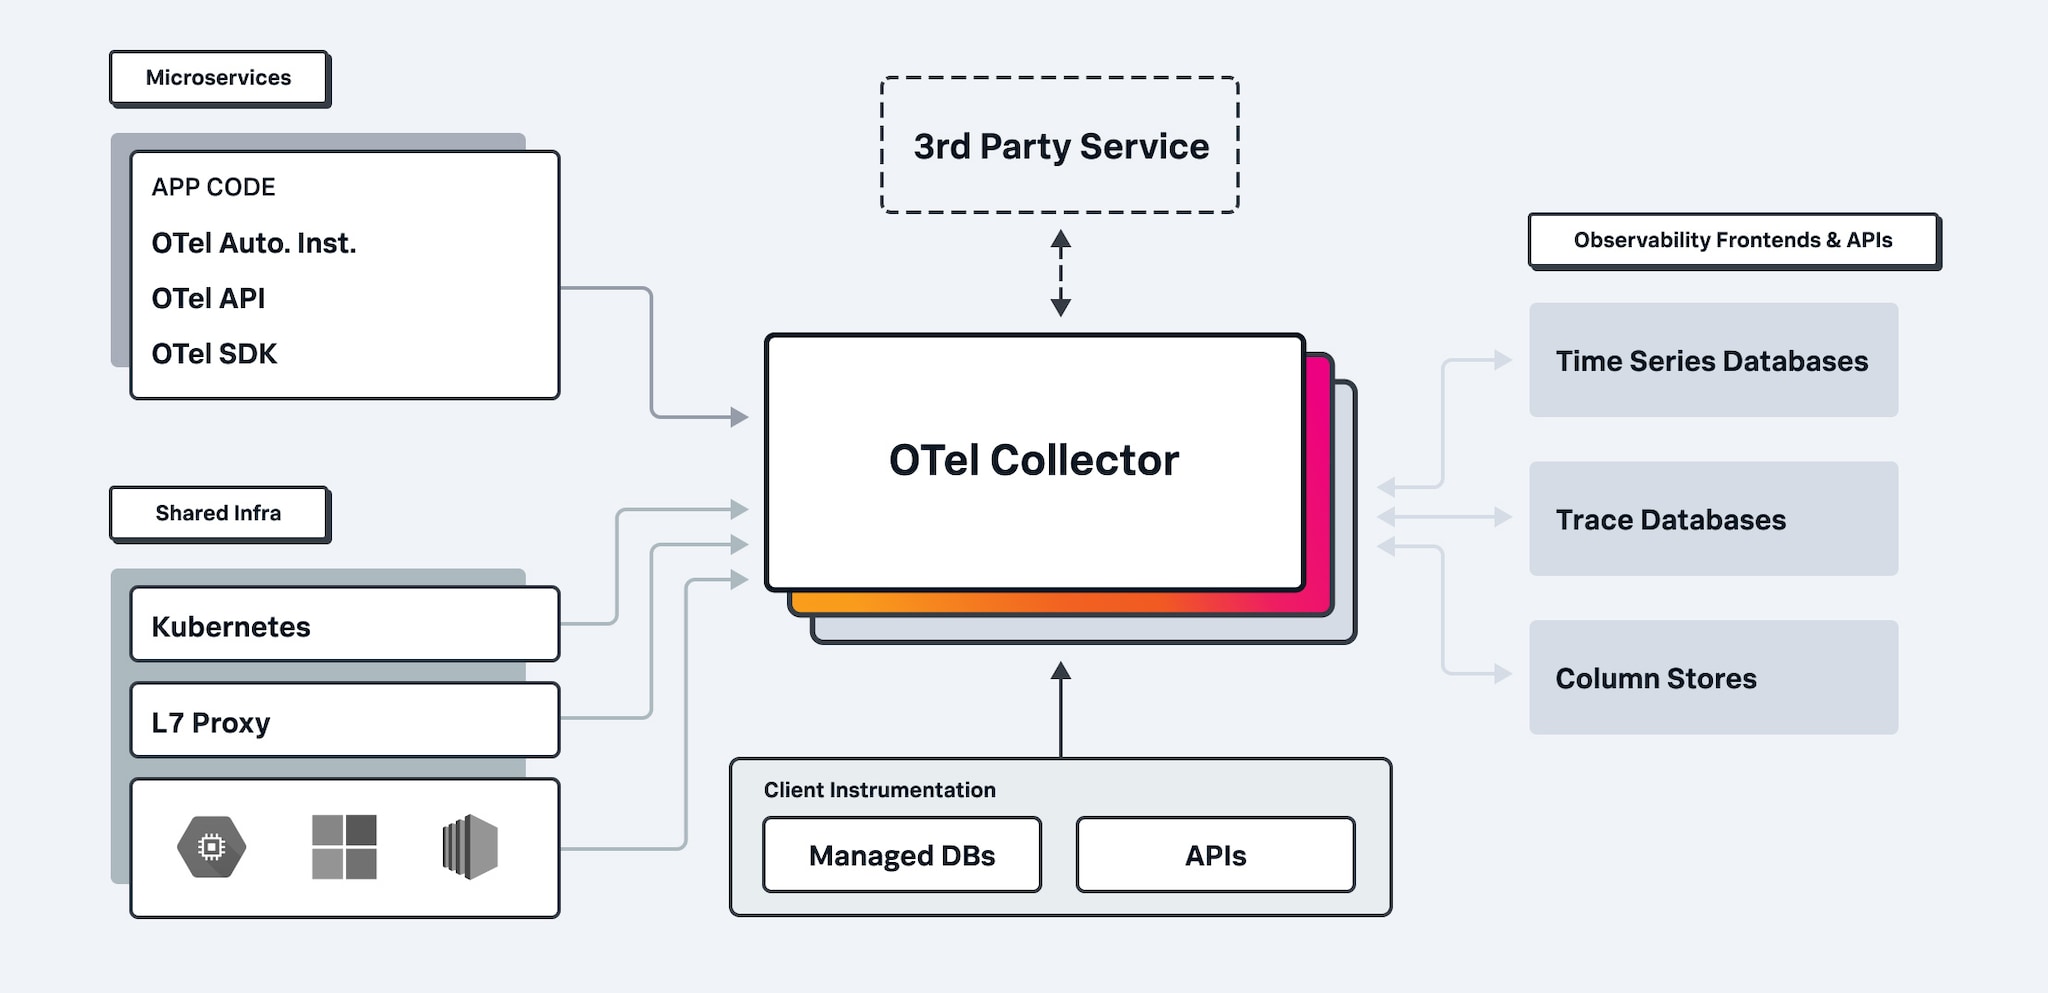 Microservices
APP CODE
OTel Auto. Inst.
OTel API
OTel SDK
Shared Infra
Kubernetes
L7 Proxy
3rd Party Service
OTel Collector
Client Instrumentation
Managed DBs
APIs
Observability Frontends & APIs
Time Series Databases
Trace Databases
Column Stores